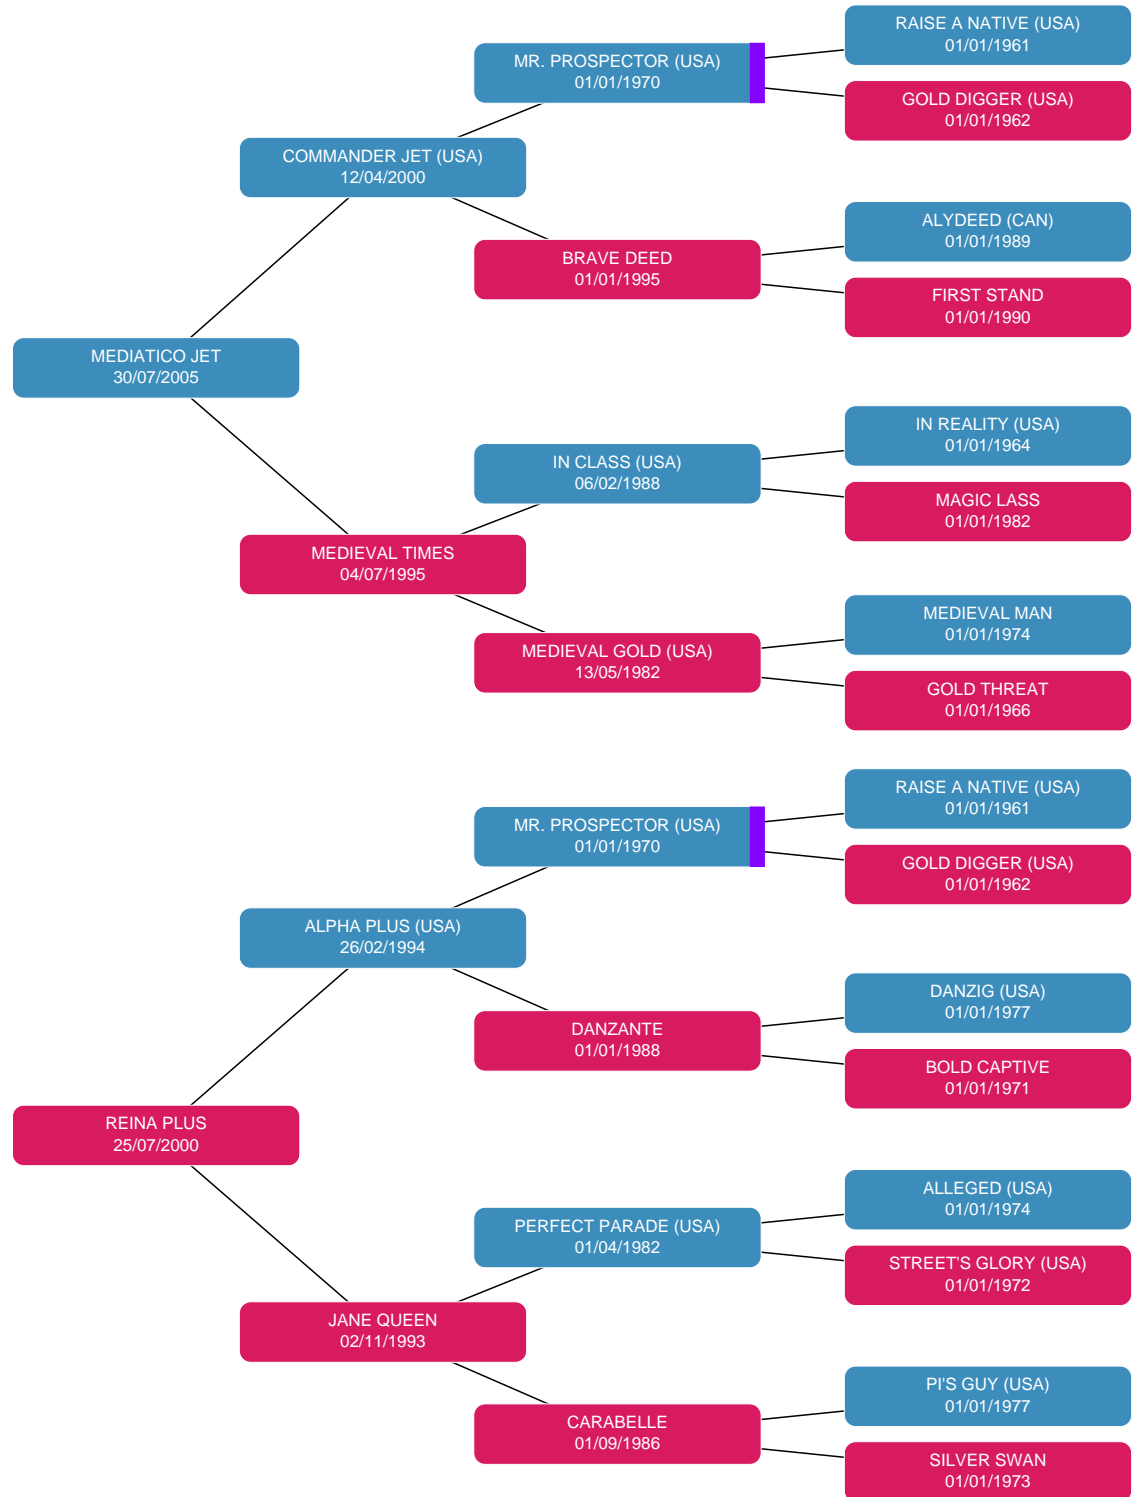 RAISE A NATIVE (USA)
01/01/1961
MR. PROSPECTOR (USA)
01/01/1970
GOLD DIGGER (USA)
01/01/1962
COMMANDER JET (USA)
12/04/2000
ALYDEED (CAN)
01/01/1989
BRAVE DEED
01/01/1995
FIRST STAND
01/01/1990
MEDIATICO JET
30/07/2005
IN REALITY (USA)
01/01/1964
IN CLASS (USA)
06/02/1988
MAGIC LASS
01/01/1982
MEDIEVAL TIMES
04/07/1995
MEDIEVAL MAN
01/01/1974
MEDIEVAL GOLD (USA)
13/05/1982
GOLD THREAT
01/01/1966
RAISE A NATIVE (USA)
01/01/1961
MR. PROSPECTOR (USA)
01/01/1970
GOLD DIGGER (USA)
01/01/1962
ALPHA PLUS (USA)
26/02/1994
DANZIG (USA)
01/01/1977
DANZANTE
01/01/1988
BOLD CAPTIVE
01/01/1971
REINA PLUS
25/07/2000
ALLEGED (USA)
01/01/1974
PERFECT PARADE (USA)
01/04/1982
STREET'S GLORY (USA)
01/01/1972
JANE QUEEN
02/11/1993
PI'S GUY (USA)
01/01/1977
CARABELLE
01/09/1986
SILVER SWAN
01/01/1973